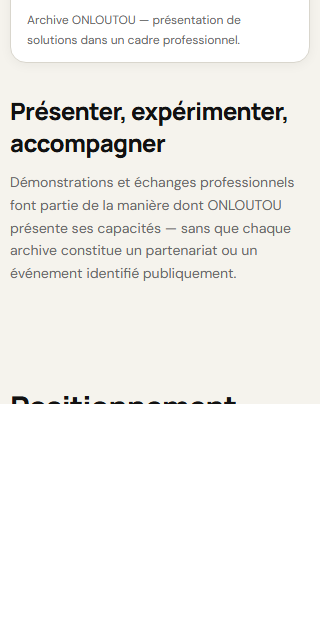 Archive ONLOUTOU — présentation de
solutions dans un cadre professionnel.
Présenter, expérimenter,
accompagner
Démonstrations et échanges professionnels
font partie de la manière dont ONLOUTOU
présente ses capacités — sans que chaque
archive constitue un partenariat ou un
événement identifié publiquement.
Positionnement